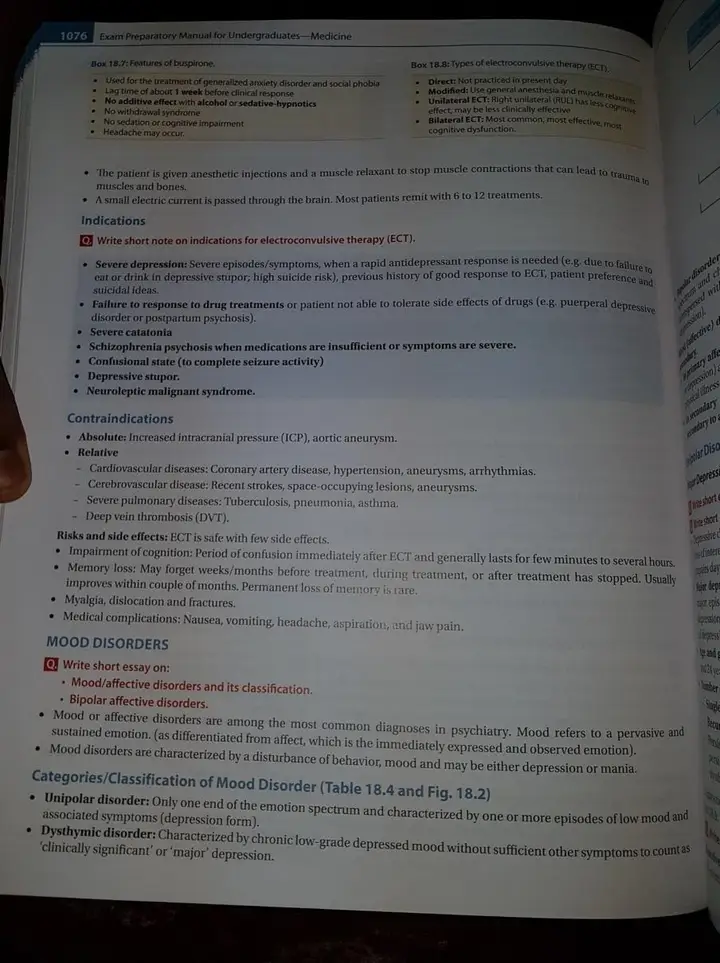 1076 Exam Preparatory Manual for Undergraduates—Medicine
Box 18.7: Features of buspirone.
• Used for the treatment of generalized anxiety disorder and social phobia
• Lag time of about 1 week before clinical response
• No additive effect with alcohol or sedative-hypnotics
• No withdrawal syndrome
• No sedation or cognitive impairment
• Headache may occur.
Box 18.8: Types of electroconvulsive therapy (ECT).
• Direct: Not practiced in present day
• Modified: Use general anesthesia and muscle relaxants
• Unilateral ECT: Right unilateral (RUL) has less cognitive
effect, may be less clinically effective
• Bilateral ECT: Most common, most effective, most
cognitive dysfunction.
• The patient is given anesthetic injections and a muscle relaxant to stop muscle contractions that can lead to trauma to
muscles and bones.
• A small electric current is passed through the brain. Most patients remit with 6 to 12 treatments.
Indications
Q. Write short note on indications for electroconvulsive therapy (ECT).
• Severe depression: Severe episodes/symptoms, when a rapid antidepressant response is needed (e.g. due to failure to
eat or drink in depressive stupor; high suicide risk), previous history of good response to ECT, patient preference and
suicidal ideas.
• Failure to response to drug treatments or patient not able to tolerate side effects of drugs (e.g. puerperal depressive
disorder or postpartum psychosis).
• Severe catatonia
• Schizophrenia psychosis when medications are insufficient or symptoms are severe.
• Confusional state (to complete seizure activity)
• Depressive stupor.
• Neuroleptic malignant syndrome.
Contraindications
• Absolute: Increased intracranial pressure (ICP), aortic aneurysm.
• Relative
– Cardiovascular diseases: Coronary artery disease, hypertension, aneurysms, arrhythmias.
– Cerebrovascular disease: Recent strokes, space-occupying lesions, aneurysms.
– Severe pulmonary diseases: Tuberculosis, pneumonia, asthma.
– Deep vein thrombosis (DVT).
Risks and side effects: ECT is safe with few side effects.
• Impairment of cognition: Period of confusion immediately after ECT and generally lasts for few minutes to several hours.
• Memory loss: May forget weeks/months before treatment, during treatment, or after treatment has stopped. Usually
improves within couple of months. Permanent loss of memory is rare.
• Myalgia, dislocation and fractures.
• Medical complications: Nausea, vomiting, headache, aspiration, and jaw pain.
MOOD DISORDERS
Q. Write short essay on:
• Mood/affective disorders and its classification.
• Bipolar affective disorders.
• Mood or affective disorders are among the most common diagnoses in psychiatry. Mood refers to a pervasive and
sustained emotion. (as differentiated from affect, which is the immediately expressed and observed emotion).
• Mood disorders are characterized by a disturbance of behavior, mood and may be either depression or mania.
Categories/Classification of Mood Disorder (Table 18.4 and Fig. 18.2)
• Unipolar disorder: Only one end of the emotion spectrum and characterized by one or more episodes of low mood and
associated symptoms (depression form).
• Dysthymic disorder: Characterized by chronic low-grade depressed mood without sufficient other symptoms to count as
'clinically significant' or 'major' depression.